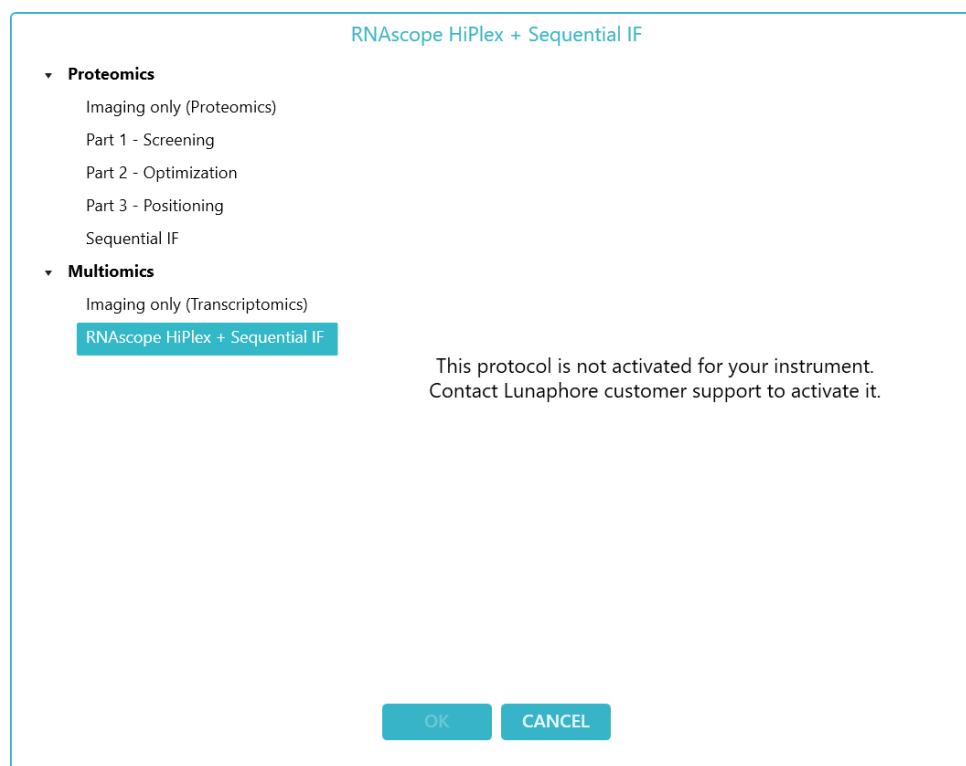 RNAscope HiPlex + Sequential IF
Proteomics
Imaging only (Proteomics)
Part 1 - Screening
Part 2 - Optimization
Part 3 - Positioning
Sequential IF
Multiomics
Imaging only (Transcriptomics)
RNAscope HiPlex + Sequential IF
This protocol is not activated for your instrument.
Contact Lunaphore customer support to activate it.
OK CANCEL